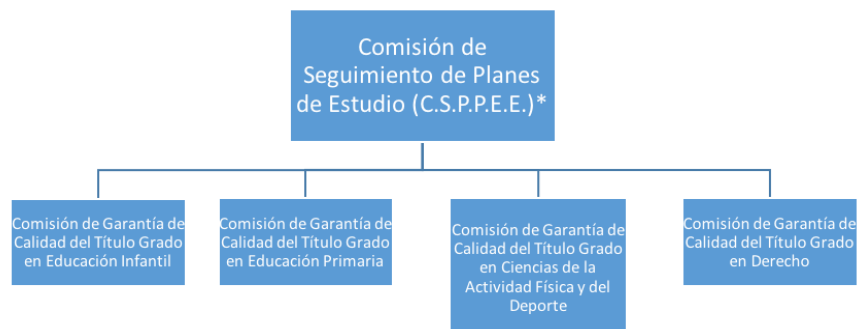 Comisión de
Seguimiento de Planes
de Estudio (C.S.P.P.E.E.)*
Comisión de Garantía de
Calidad del Título Grado
en Educación Infantil
Comisión de Garantía de
Calidad del Título Grado
en Educación Primaria
Comisión de Garantía de
Calidad del Título Grado
en Ciencias de la
Actividad Física y del
Deporte
Comisión de Garantía de
Calidad del Título Grado
en Derecho